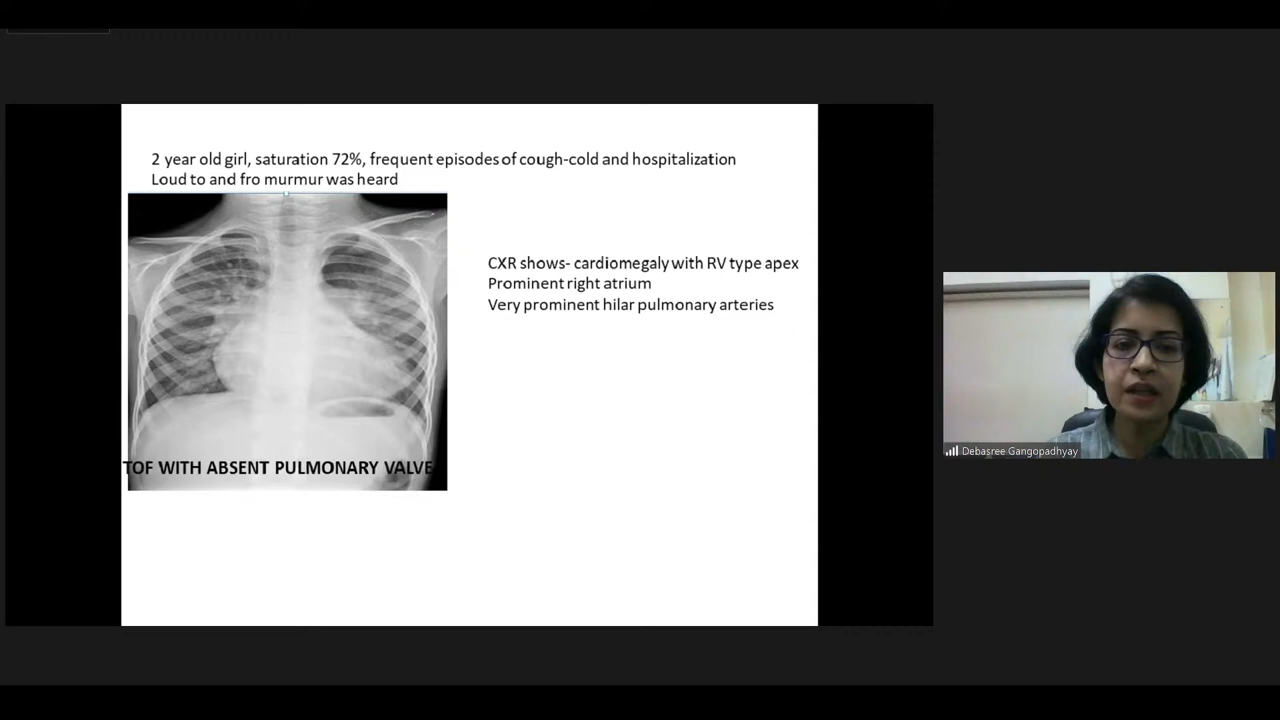 2 year old girl, saturation 72%, frequent episodes of cough-cold and hospitalization
Loud to and fro murmur was heard
CXR shows- cardiomegaly with RV type apex
Prominent right atrium
Very prominent hilar pulmonary arteries
TOF WITH ABSENT PULMONARY VALVE
Debasree Gangopadhyay